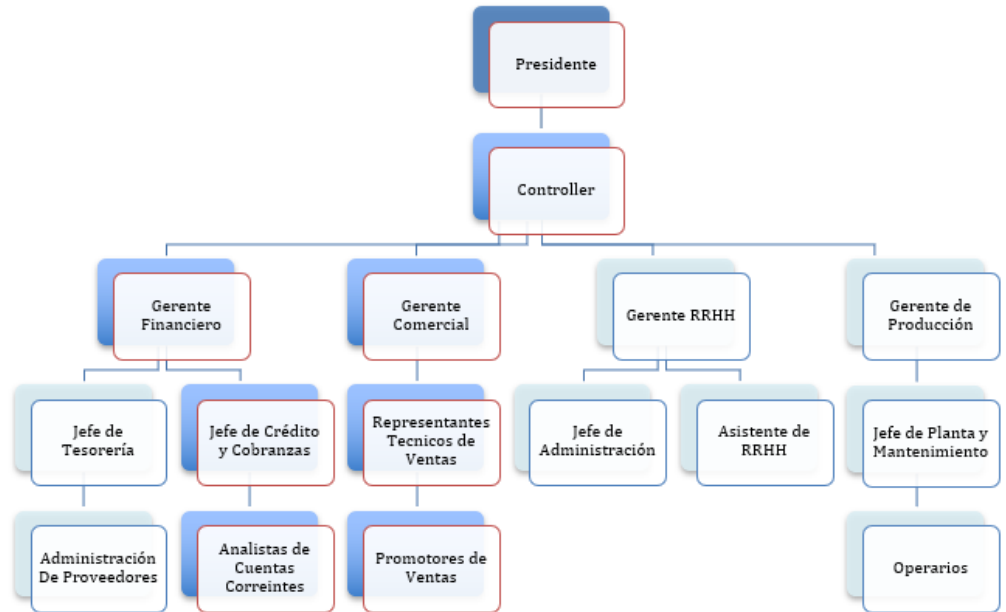 Presidente
Controller
Gerente
Financiero
Gerente
Comercial
Gerente RRHH
Gerente de
Producción
Jefe de
Tesorería
Jefe de Crédito
y Cobranzas
Representantes
Tecnicos de
Ventas
Jefe de
Administración
Asistente de
RRHH
Jefe de Planta y
Mantenimiento
Administración
De Proveedores
Analistas de
Cuentas
Correintes
Promotores de
Ventas
Operarios